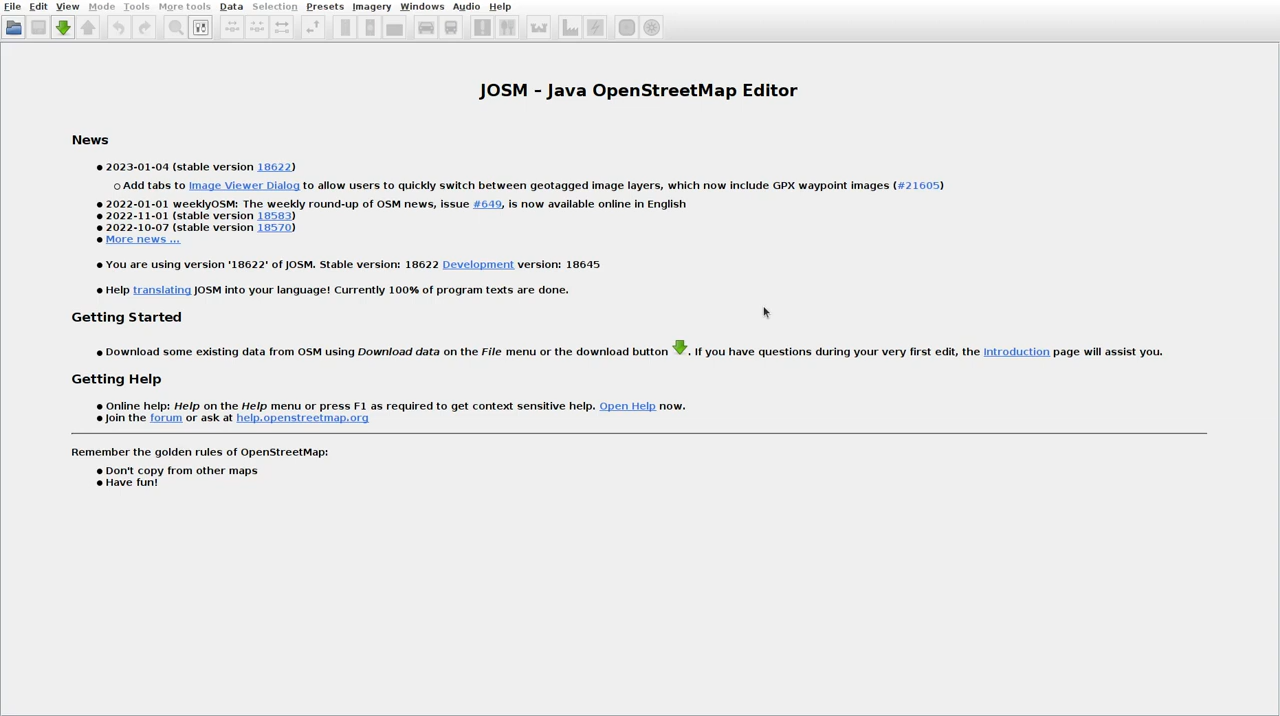 File Edit View Mode Tools More tools Data Selection Presets Imagery Windows Audio Help
JOSM – Java OpenStreetMap Editor
News
2023-01-04 (stable version 18622)
Add tabs to Image Viewer Dialog to allow users to quickly switch between geotagged image layers, which now include GPX waypoint images (#21605)
2022-01-01 weeklyOSM: The weekly round-up of OSM news, issue #649, is now available online in English
2022-11-01 (stable version 18583)
2022-10-07 (stable version 18570)
More news ...
You are using version '18622' of JOSM. Stable version: 18622 Development version: 18645
Help translating JOSM into your language! Currently 100% of program texts are done.
Getting Started
Download some existing data from OSM using Download data on the File menu or the download button . If you have questions during your very first edit, the Introduction page will assist you.
Getting Help
Online help: Help on the Help menu or press F1 as required to get context sensitive help. Open Help now.
Join the forum or ask at help.openstreetmap.org
Remember the golden rules of OpenStreetMap:
Don't copy from other maps
Have fun!